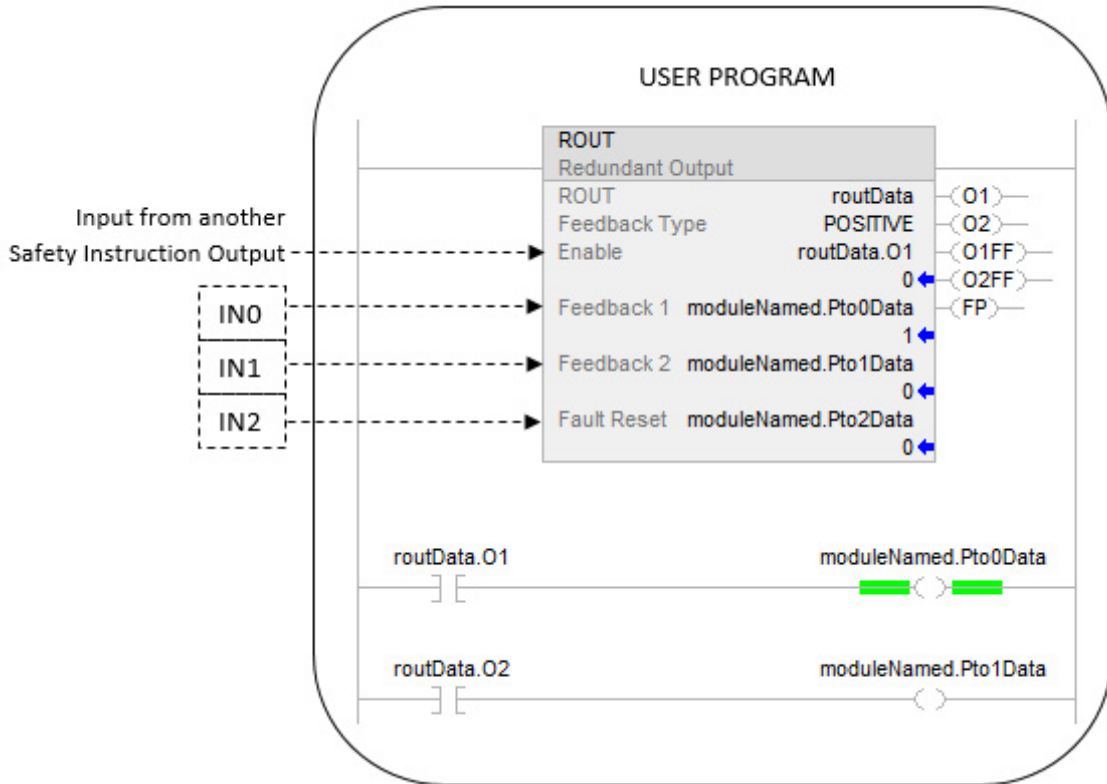 USER PROGRAM
ROUT
Redundant Output
ROUT routData (O1)
Feedback Type POSITIVE (O2)
Input from another
Safety Instruction Output
Enable routData.O1 (O1FF)
0 (O2FF)
IN0
Feedback 1 moduleNamed.Pto0Data (FP)
1
IN1
Feedback 2 moduleNamed.Pto1Data
0
IN2
Fault Reset moduleNamed.Pto2Data
0
routData.O1 moduleNamed.Pto0Data
routData.O2 moduleNamed.Pto1Data